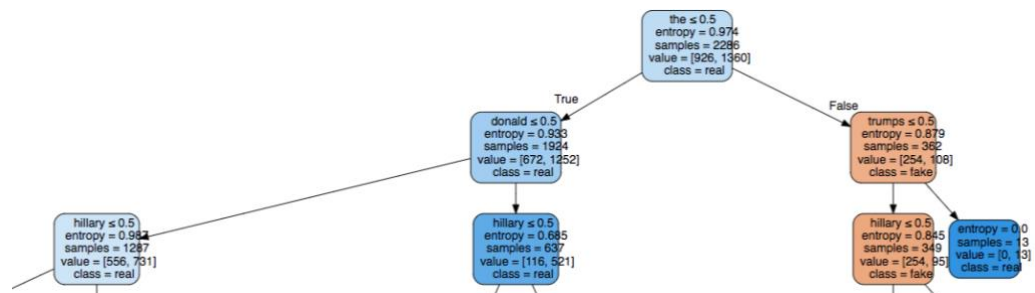 the ≤ 0.5
entropy = 0.974
samples = 2286
value = [926, 1360]
class = real
True
False
donald ≤ 0.5
entropy = 0.933
samples = 1924
value = [672, 1252]
class = real
trumps ≤ 0.5
entropy = 0.879
samples = 362
value = [254, 108]
class = fake
hillary ≤ 0.5
entropy = 0.987
samples = 1287
value = [556, 731]
class = real
hillary ≤ 0.5
entropy = 0.685
samples = 637
value = [116, 521]
class = real
hillary ≤ 0.5
entropy = 0.845
samples = 349
value = [254, 95]
class = fake
entropy = 0.0
samples = 13
value = [0, 13]
class = real